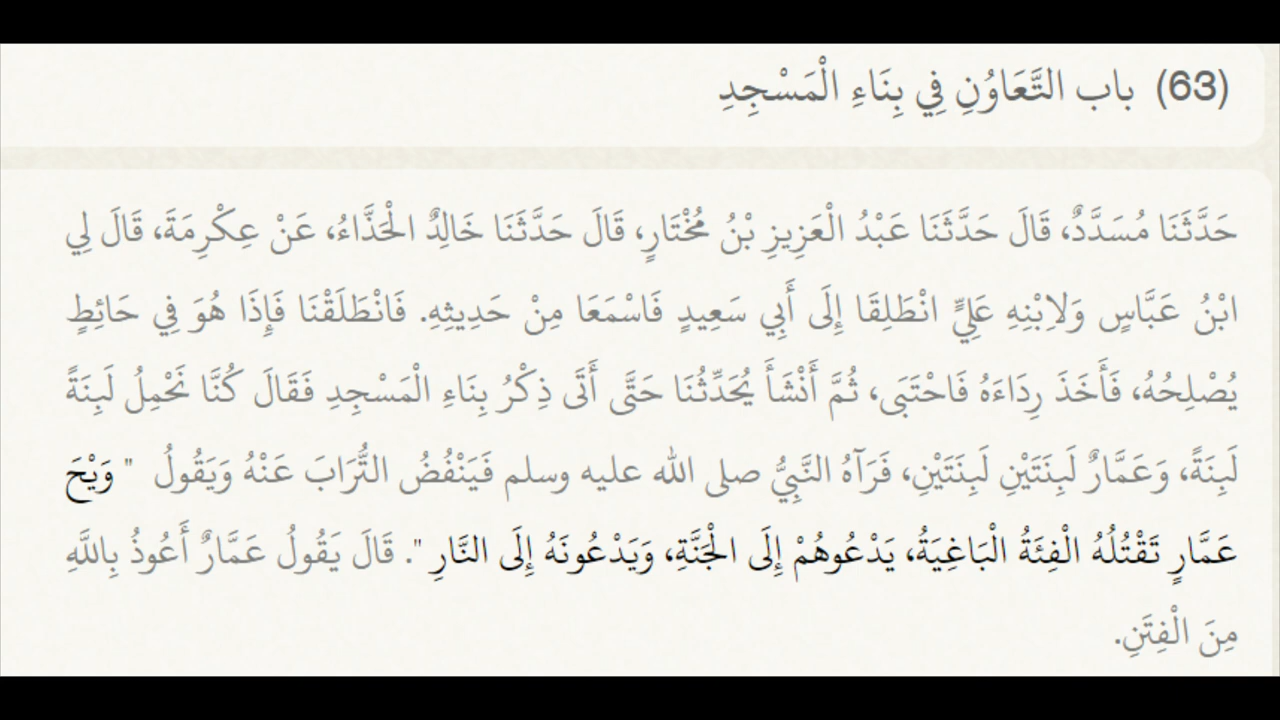 (63) باب التَّعَاوُنِ فِي بِنَاءِ الْمَسْجِدِ
حَدَّثَنَا مُسَدَّدٌ، قَالَ حَدَّثَنَا عَبْدُ الْعَزِيزِ بْنُ مُخْتَارٍ، قَالَ حَدَّثَنَا خَالِدٌ الْحَذَّاءُ، عَنْ عِكْرِمَةَ، قَالَ لِي
ابْنُ عَبَّاسٍ وَلاِبْنِهِ عَلِيٍّ انْطَلِقَا إِلَى أَبِي سَعِيدٍ فَاسْمَعَا مِنْ حَدِيثِهِ. فَانْطَلَقْنَا فَإِذَا هُوَ فِي حَائِطٍ
يُصْلِحُهُ، فَأَخَذَ رِدَاءَهُ فَاحْتَبَى، ثُمَّ أَنْشَأَ يُحَدِّثُنَا حَتَّى أَتَى ذِكْرُ بِنَاءِ الْمَسْجِدِ فَقَالَ كُنَّا نَحْمِلُ لَبِنَةً
لَبِنَةً، وَعَمَّارٌ لَبِنَتَيْنِ لَبِنَتَيْنِ، فَرَآهُ النَّبِيُّ صلى الله عليه وسلم فَيَنْفُضُ التُّرَابَ عَنْهُ وَيَقُولُ " وَيْحَ
عَمَّارٍ تَقْتُلُهُ الْفِئَةُ الْبَاغِيَةُ، يَدْعُوهُمْ إِلَى الْجَنَّةِ، وَيَدْعُونَهُ إِلَى النَّارِ ". قَالَ يَقُولُ عَمَّارٌ أَعُوذُ بِاللَّهِ
مِنَ الْفِتَنِ.